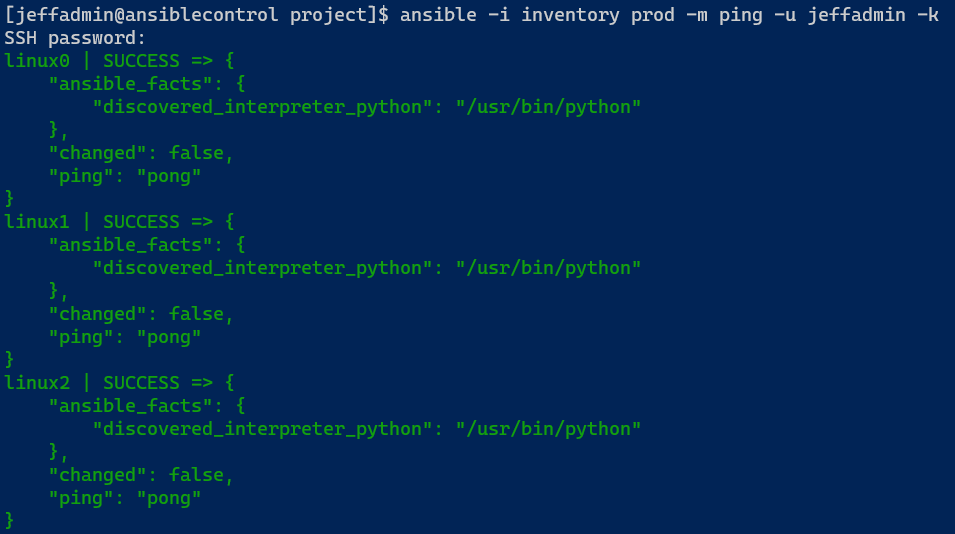 [jeffadmin@ansiblecontrol project]$ ansible -i inventory prod -m ping -u jeffadmin -k
SSH password:
linux0 | SUCCESS => {
    "ansible_facts": {
        "discovered_interpreter_python": "/usr/bin/python"
    },
    "changed": false,
    "ping": "pong"
}
linux1 | SUCCESS => {
    "ansible_facts": {
        "discovered_interpreter_python": "/usr/bin/python"
    },
    "changed": false,
    "ping": "pong"
}
linux2 | SUCCESS => {
    "ansible_facts": {
        "discovered_interpreter_python": "/usr/bin/python"
    },
    "changed": false,
    "ping": "pong"
}